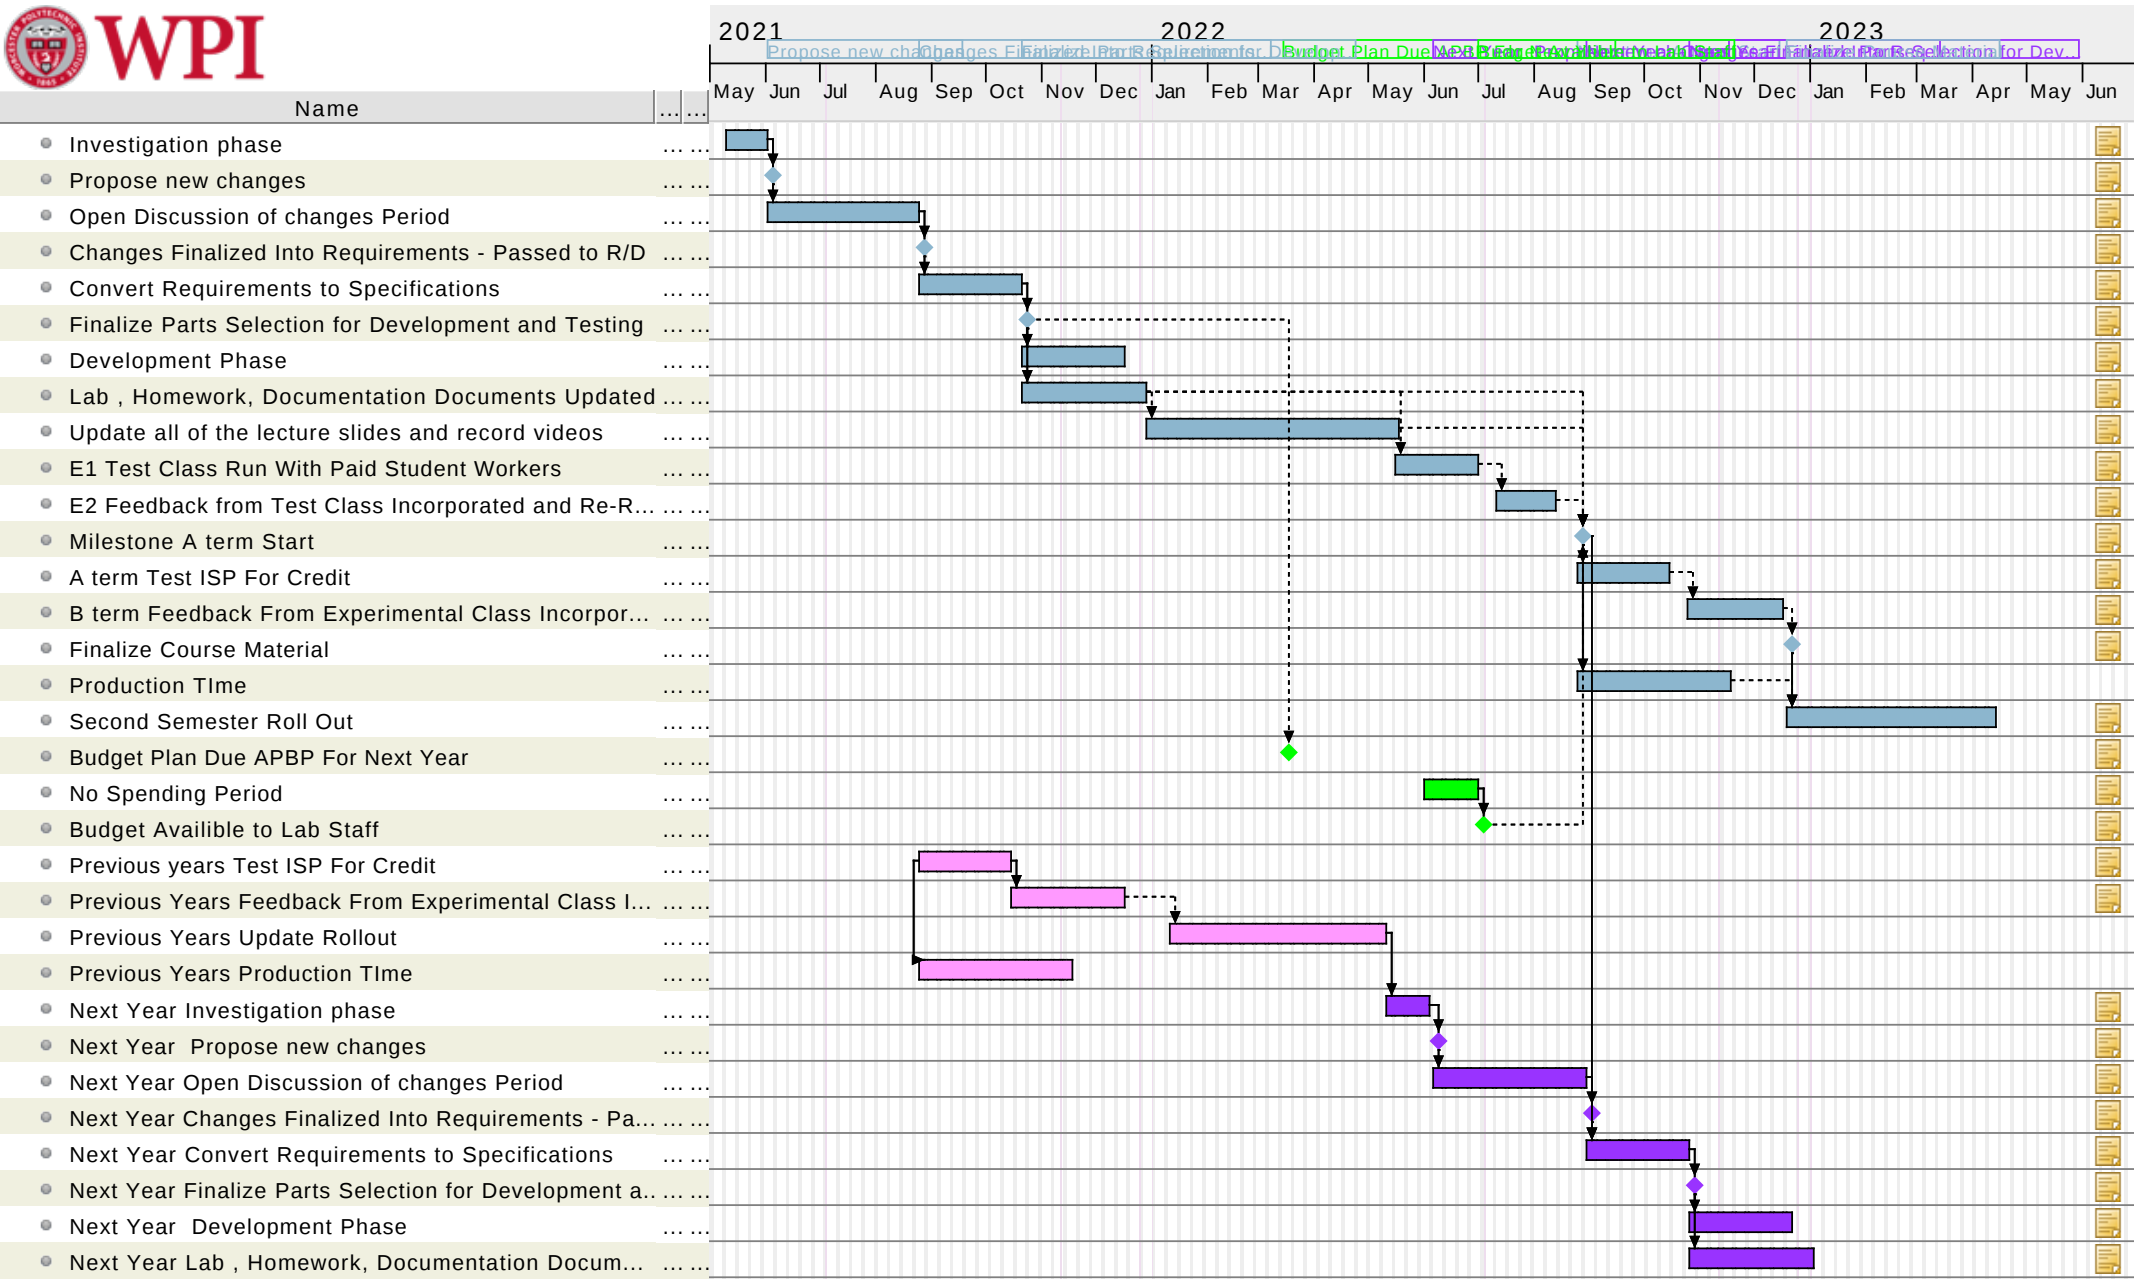 WPI
2021 2022 2023
May Jun Jul Aug Sep Oct Nov Dec Jan Feb Mar Apr May Jun Jul Aug Sep Oct Nov Dec Jan Feb Mar Apr May Jun
Name ... ...
Investigation phase ... ...
Propose new changes ... ...
Open Discussion of changes Period ... ...
Changes Finalized Into Requirements - Passed to R/D ... ...
Convert Requirements to Specifications ... ...
Finalize Parts Selection for Development and Testing ... ...
Development Phase ... ...
Lab , Homework, Documentation Documents Updated ... ...
Update all of the lecture slides and record videos ... ...
E1 Test Class Run With Paid Student Workers ... ...
E2 Feedback from Test Class Incorporated and Re-R... ... ...
Milestone A term Start ... ...
A term Test ISP For Credit ... ...
B term Feedback From Experimental Class Incorpor... ... ...
Finalize Course Material ... ...
Production TIme ... ...
Second Semester Roll Out ... ...
Budget Plan Due APBP For Next Year ... ...
No Spending Period ... ...
Budget Availible to Lab Staff ... ...
Previous years Test ISP For Credit ... ...
Previous Years Feedback From Experimental Class I... ... ...
Previous Years Update Rollout ... ...
Previous Years Production TIme ... ...
Next Year Investigation phase ... ...
Next Year  Propose new changes ... ...
Next Year Open Discussion of changes Period ... ...
Next Year Changes Finalized Into Requirements - Pa... ... ...
Next Year Convert Requirements to Specifications ... ...
Next Year Finalize Parts Selection for Development a.. ... ...
Next Year  Development Phase ... ...
Next Year Lab , Homework, Documentation Docum... ... ...